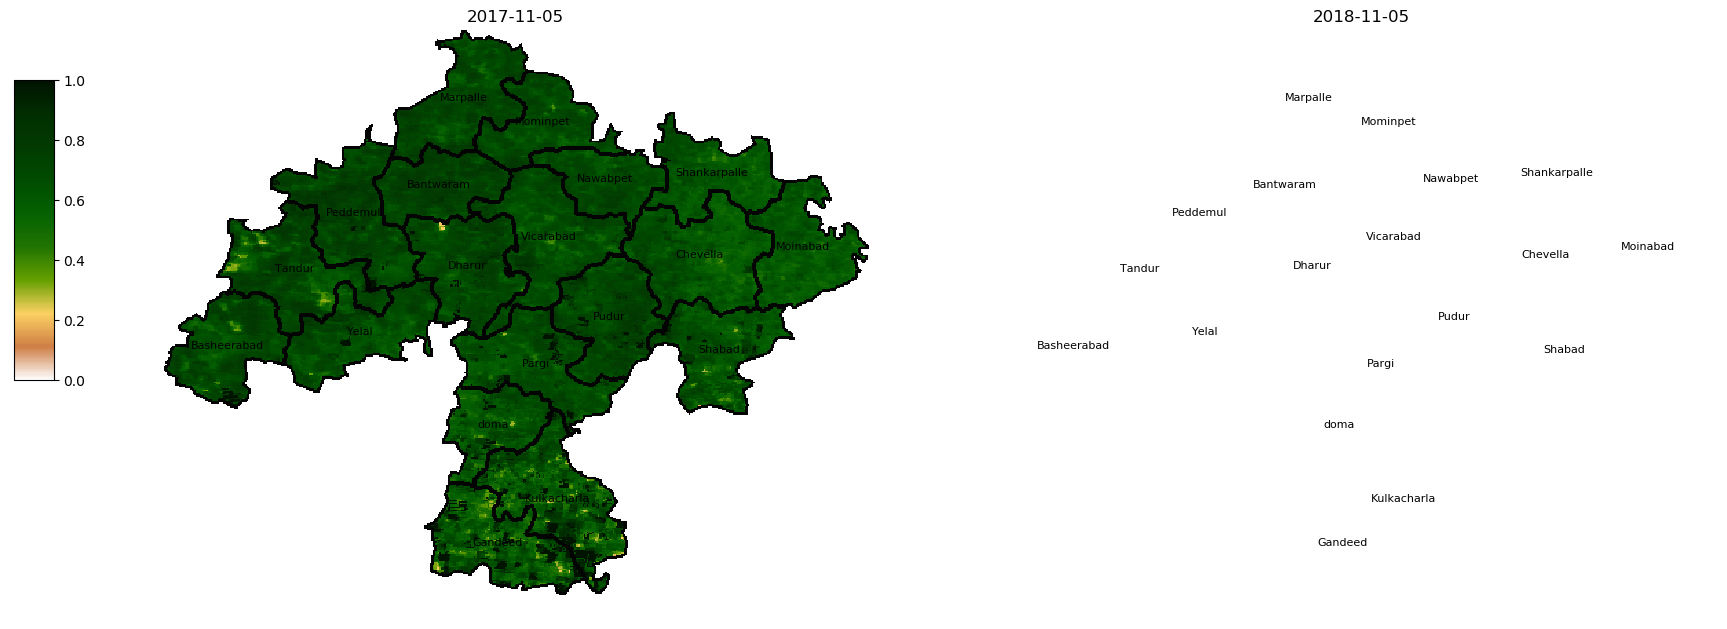 2017-11-05
2018-11-05
1.0
0.8
0.6
0.4
0.2
0.0
Marpalle
Mominpet
Shankarpalle
Nawabpet
Bantwaram
Peddemul
Vicarabad
Moinabad
Chevella
Dharur
Tandur
Pudur
Yelal
Basheerabad
Shabad
Pargi
doma
Kulkacharla
Gandeed
Marpalle
Mominpet
Shankarpalle
Nawabpet
Bantwaram
Peddemul
Vicarabad
Moinabad
Chevella
Dharur
Tandur
Pudur
Yelal
Basheerabad
Shabad
Pargi
doma
Kulkacharla
Gandeed